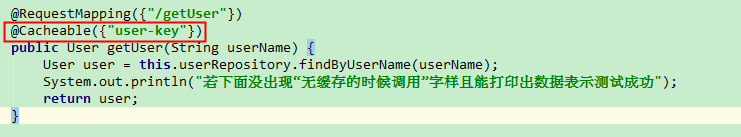 @RequestMapping({"/getUser"})
@Cacheable({"user-key"})
public User getUser(String userName) {
User user = this.userRepository.findByUserName(userName);
System.out.println("若下面没出现“无缓存的时候调用”字样且能打印出数据表示测试成功");
return user;
}